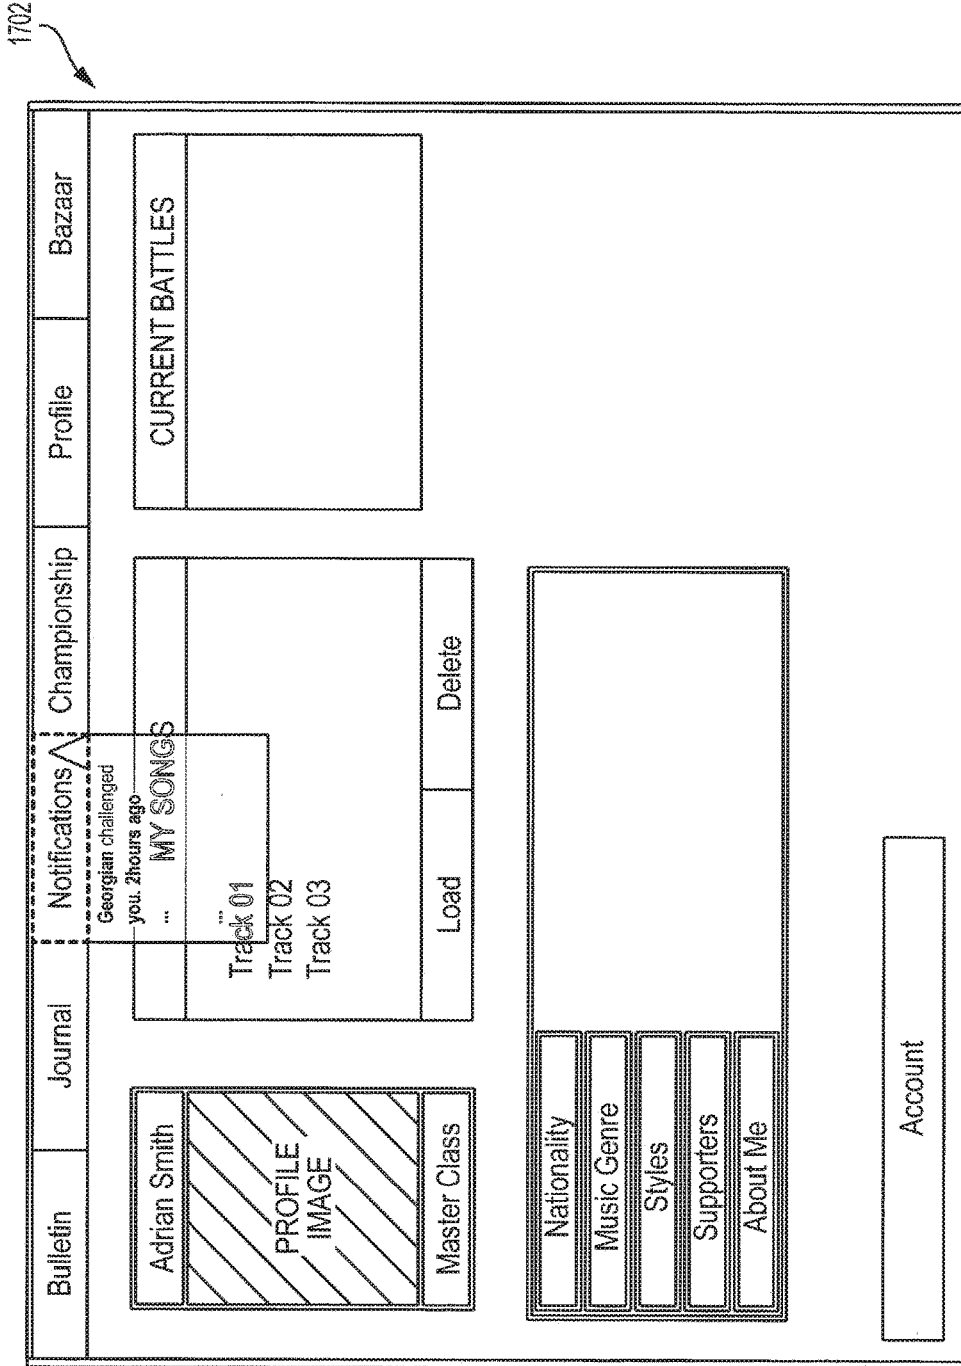 1702
Bulletin
Journal
Notifications
Championship
Profile
Bazaar
Georgian challenged
you. 2hours ago
...
...
Adrian Smith
PROFILE
IMAGE
Master Class
MY SONGS
Track 01
Track 02
Track 03
Load
Delete
CURRENT BATTLES
Nationality
Music Genre
Styles
Supporters
About Me
Account